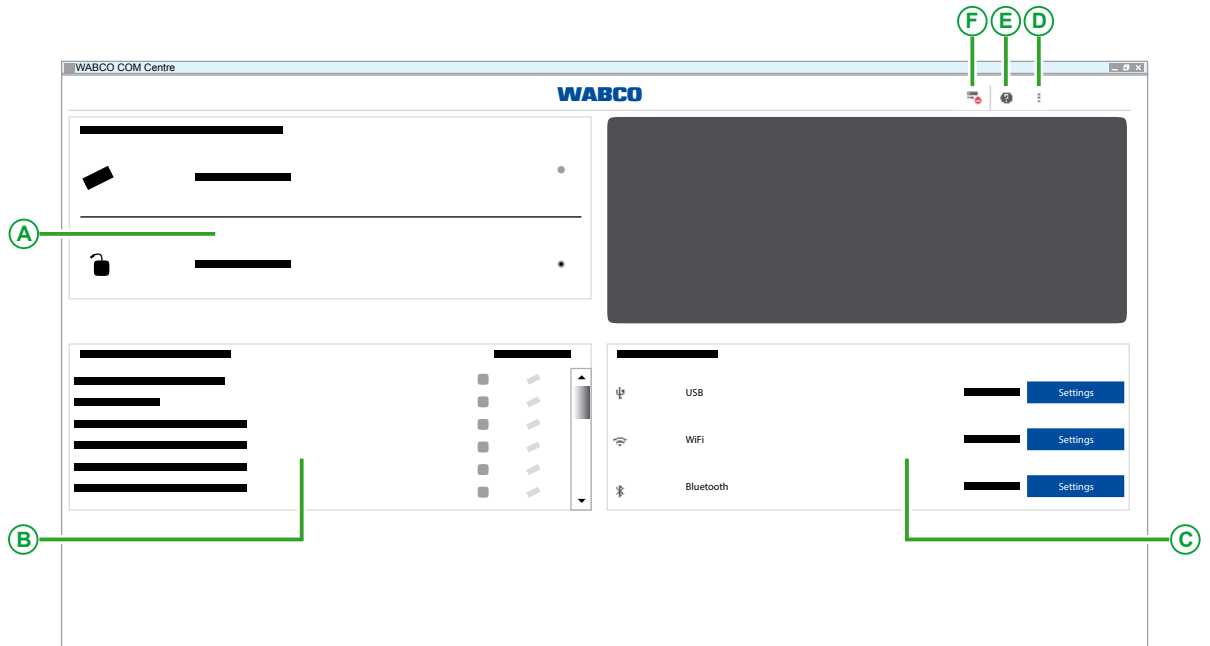 F E D
WABCO COM Centre
WABCO
A
USB Settings
WiFi Settings
Bluetooth Settings
B
C